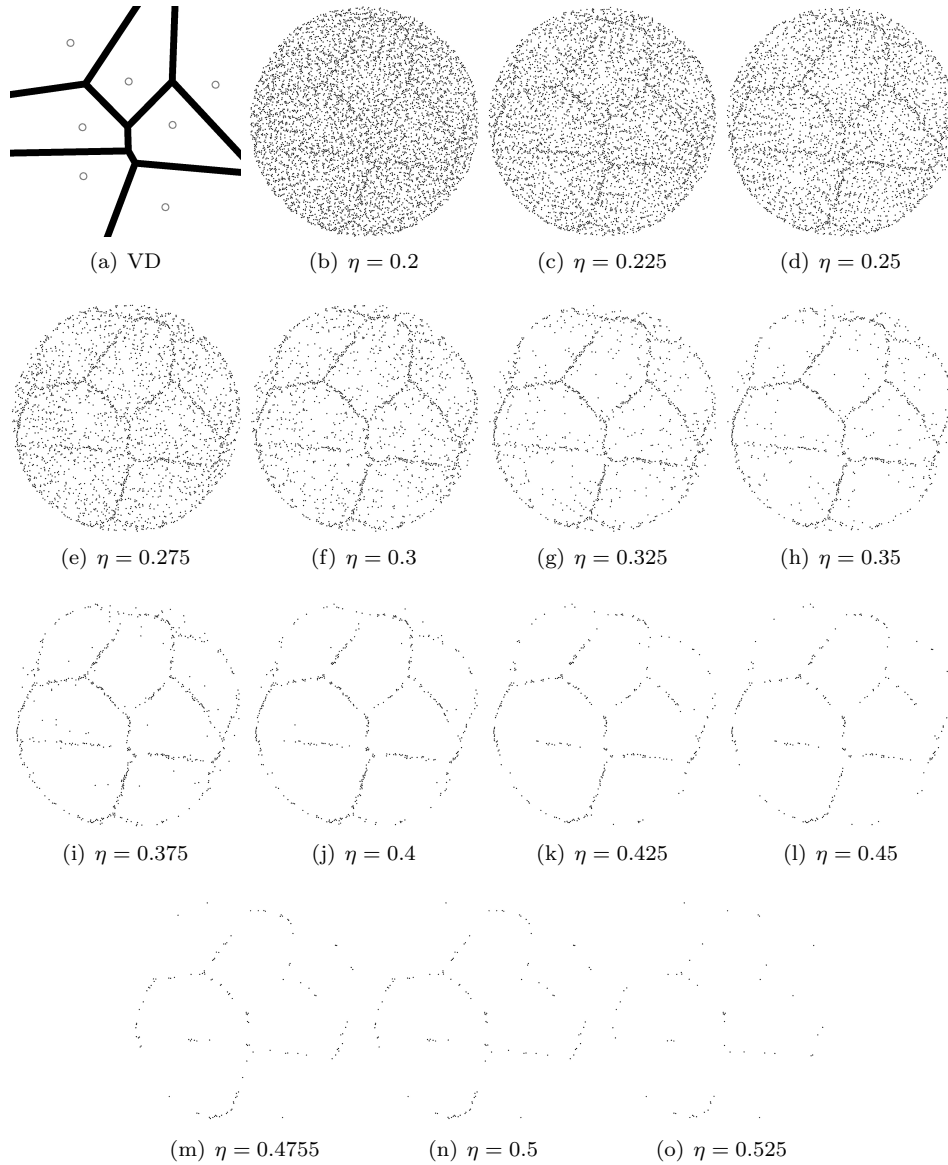 (a) VD
(b) η = 0.2
(c) η = 0.225
(d) η = 0.25
(e) η = 0.275
(f) η = 0.3
(g) η = 0.325
(h) η = 0.35
(i) η = 0.375
(j) η = 0.4
(k) η = 0.425
(l) η = 0.45
(m) η = 0.4755
(n) η = 0.5
(o) η = 0.525